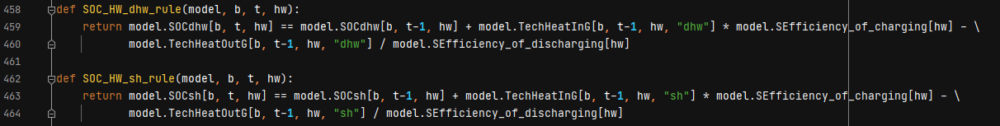 458 def SOC_HW_dhw_rule(model, b, t, hw):
459     return model.SOCdhw[b, t, hw] == model.SOCdhw[b, t-1, hw] + model.TechHeatInG[b, t-1, hw, "dhw"] * model.SEfficiency_of_charging[hw] - \
460         model.TechHeatOutG[b, t-1, hw, "dhw"] / model.SEfficiency_of_discharging[hw]
461
462 def SOC_HW_sh_rule(model, b, t, hw):
463     return model.SOCsh[b, t, hw] == model.SOCsh[b, t-1, hw] + model.TechHeatInG[b, t-1, hw, "sh"] * model.SEfficiency_of_charging[hw] - \
464         model.TechHeatOutG[b, t-1, hw, "sh"] / model.SEfficiency_of_discharging[hw]